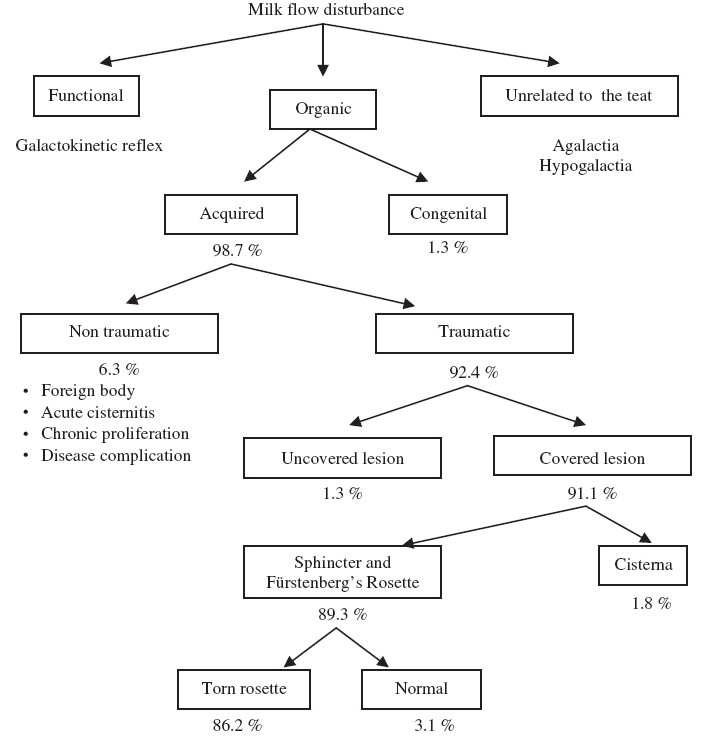 Milk flow disturbance
Functional
Organic
Unrelated to the teat
Galactokinetic reflex
Agalactia
Hypogalactia
Acquired
Congenital
98.7 %
1.3 %
Non traumatic
Traumatic
6.3 %
92.4 %
• Foreign body
• Acute cisternitis
• Chronic proliferation
• Disease complication
Uncovered lesion
Covered lesion
1.3 %
91.1 %
Sphincter and
Fürstenberg's Rosette
Cisterna
89.3 %
1.8 %
Torn rosette
Normal
86.2 %
3.1 %